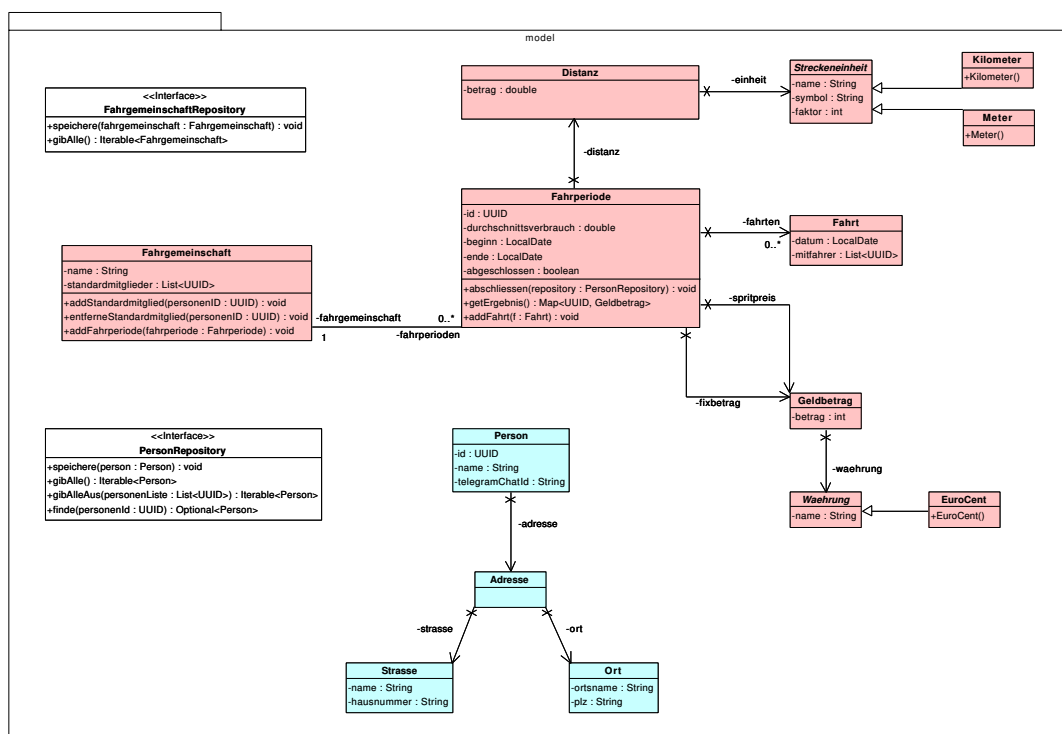 model
<<Interface>>
FahrgemeinschaftRepository
+speichere(fahrgemeinschaft : Fahrgemeinschaft) : void
+gibAlle() : Iterable<Fahrgemeinschaft>
Distanz
-betrag : double
-einheit
Streckeneinheit
-name : String
-symbol : String
-faktor : int
Kilometer
+Kilometer()
Meter
+Meter()
-distanz
Fahrperiode
-id : UUID
-durchschnittsverbrauch : double
-beginn : LocalDate
-ende : LocalDate
-abgeschlossen : boolean
+abschliessen(repository : PersonRepository) : void
+getErgebnis() : Map<UUID, Geldbetrag>
+addFahrt(f : Fahrt) : void
-fahrten
0..*
Fahrt
-datum : LocalDate
-mitfahrer : List<UUID>
Fahrgemeinschaft
-name : String
-standardmitglieder : List<UUID>
+addStandardmitglied(personenID : UUID) : void
+entferneStandardmitglied(personenID : UUID) : void
+addFahrperiode(fahrperiode : Fahrperiode) : void
-fahrgemeinschaft
1
0..*
-fahrperioden
-spritpreis
-fixbetrag
Geldbetrag
-betrag : int
-waehrung
Waehrung
-name : String
EuroCent
+EuroCent()
<<Interface>>
PersonRepository
+speichere(person : Person) : void
+gibAlle() : Iterable<Person>
+gibAlleAus(personenListe : List<UUID>) : Iterable<Person>
+finde(personenId : UUID) : Optional<Person>
Person
-id : UUID
-name : String
-telegramChatId : String
-adresse
Adresse
-strasse
-ort
Strasse
-name : String
-hausnummer : String
Ort
-ortsname : String
-plz : String